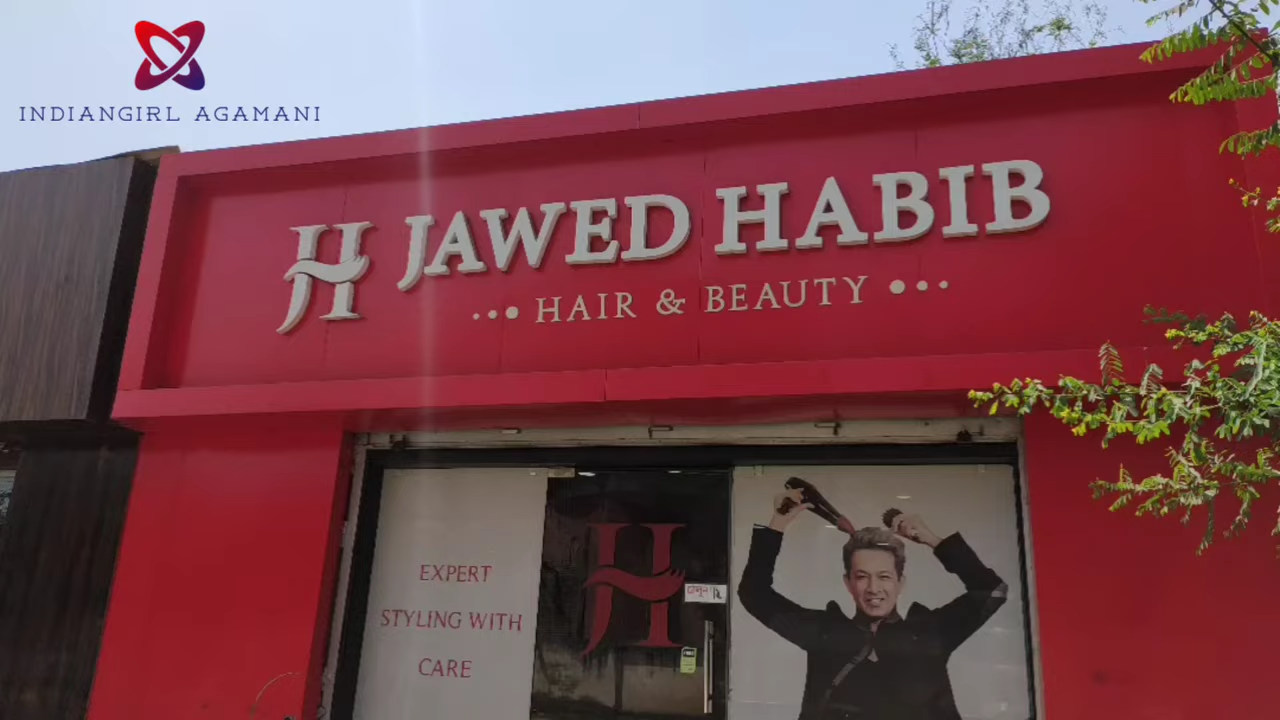 INDIANGIRL AGAMANI
JAWED HABIB
HAIR & BEAUTY
EXPERT
STYLING WITH
CARE